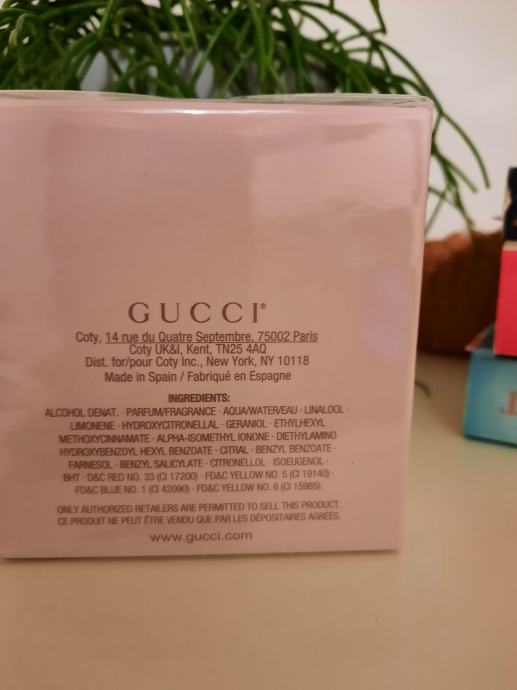 GUCCI®
Coty, 14 rue du Quatre Septembre, 75002 Paris
Coty UK&I, Kent, TN25 4AQ
Dist. for/pour Coty Inc., New York, NY 10118
Made in Spain / Fabriqué en Espagne
INGREDIENTS:
ALCOHOL DENAT. · PARFUM/FRAGRANCE · AQUA/WATER/EAU · LINALOOL ·
LIMONENE · HYDROXYCITRONELLAL · GERANIOL · ETHYLHEXYL
METHOXYCINNAMATE · ALPHA-ISOMETHYL IONONE · DIETHYLAMINO
HYDROXYBENZOYL HEXYL BENZOATE · CITRAL · BENZYL BENZOATE ·
FARNESOL · BENZYL SALICYLATE · CITRONELLOL · ISOEUGENOL ·
BHT · D&C RED NO. 33 (CI 17200) · FD&C YELLOW NO. 5 (CI 19140) ·
FD&C BLUE NO. 1 (CI 42090) · FD&C YELLOW NO. 6 (CI 15985).
ONLY AUTHORIZED RETAILERS ARE PERMITTED TO SELL THIS PRODUCT.
CE PRODUIT NE PEUT ÊTRE VENDU QUE PAR LES DÉPOSITAIRES AGRÉÉS.
www.gucci.com